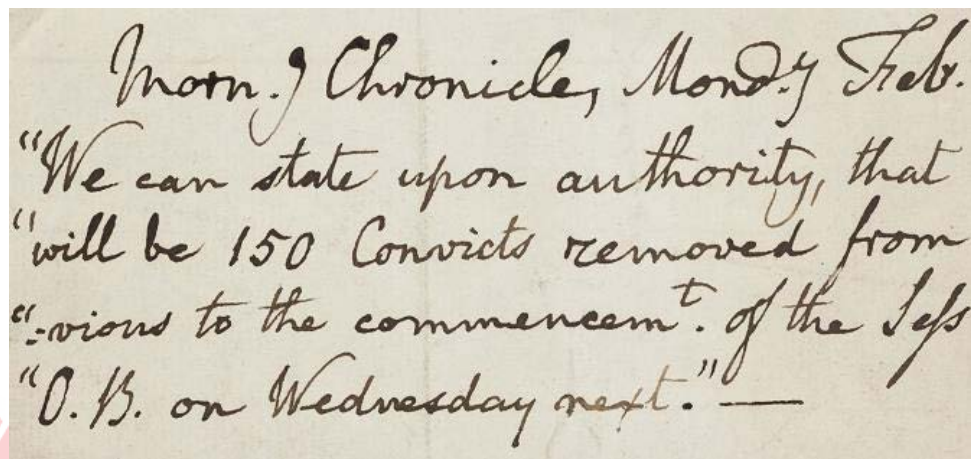 Morn.g Chronicle, Mond.y Feb.
"We can state upon authority, that
"will be 150 Convicts removed from
":vious to the commencem.t of the Sess
"O. B. on Wednesday next." —